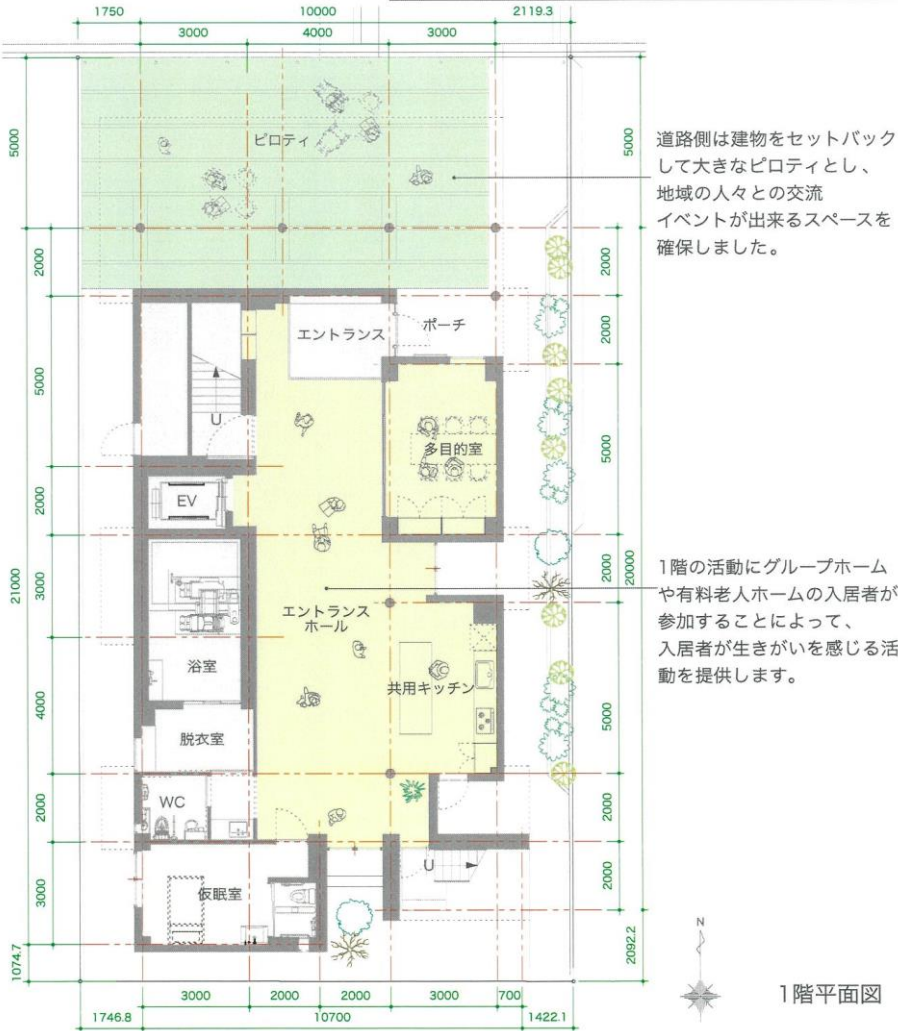 1750
10000
2119.3
3000
4000
3000
5000
5000
ピロティ
道路側は建物をセットバック
して大きなピロティとし、
地域の人々との交流
イベントが出来るスペースを
確保しました。
2000
2000
エントランス
ポーチ
2000
5000
U
多目的室
5000
EV
2000
21000
3000
2000
20000
1階の活動にグループホーム
や有料老人ホームの入居者が
参加することによって、
入居者が生きがいを感じる活
動を提供します。
エントランス
ホール
浴室
共用キッチン
4000
脱衣室
5000
WC
2000
2000
U
2000
仮眠室
3000
1074.7
2092.2
N
1階平面図
3000
2000
2000
3000
700
1746.8
10700
1422.1